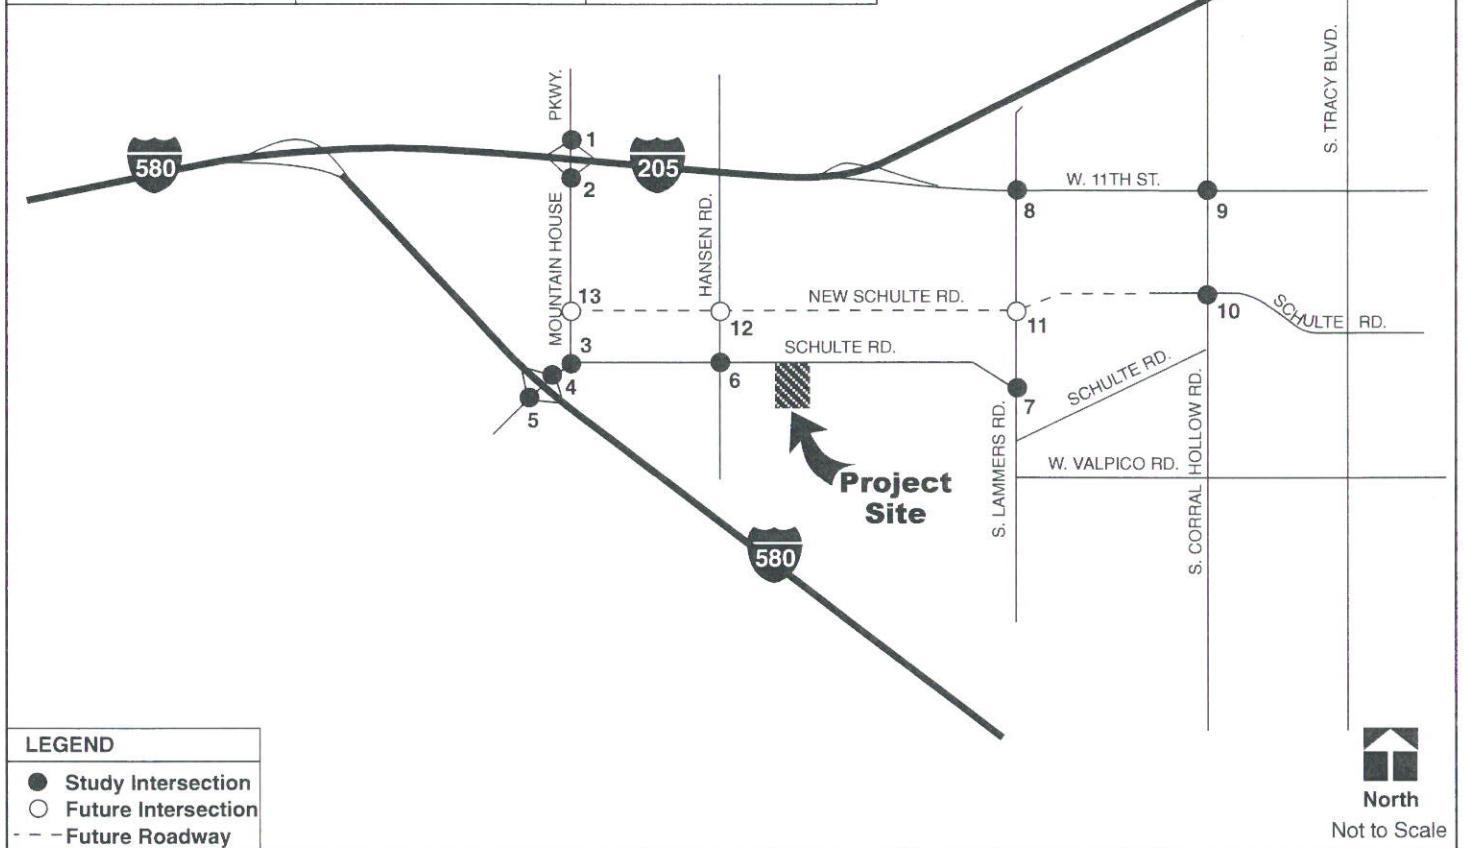 S. TRACY BLVD.
PKWY.
1
580
205
2
W. 11TH ST.
8
9
MOUNTAIN HOUSE
HANSEN RD.
13
NEW SCHULTE RD.
12
11
10
SCHULTE RD.
3
SCHULTE RD.
4
6
7
5
SCHULTE RD.
S. LAMMERS RD.
S. CORRAL HOLLOW RD.
W. VALPICO RD.
Project
Site
580
LEGEND
Study Intersection
Future Intersection
Future Roadway
North
Not to Scale